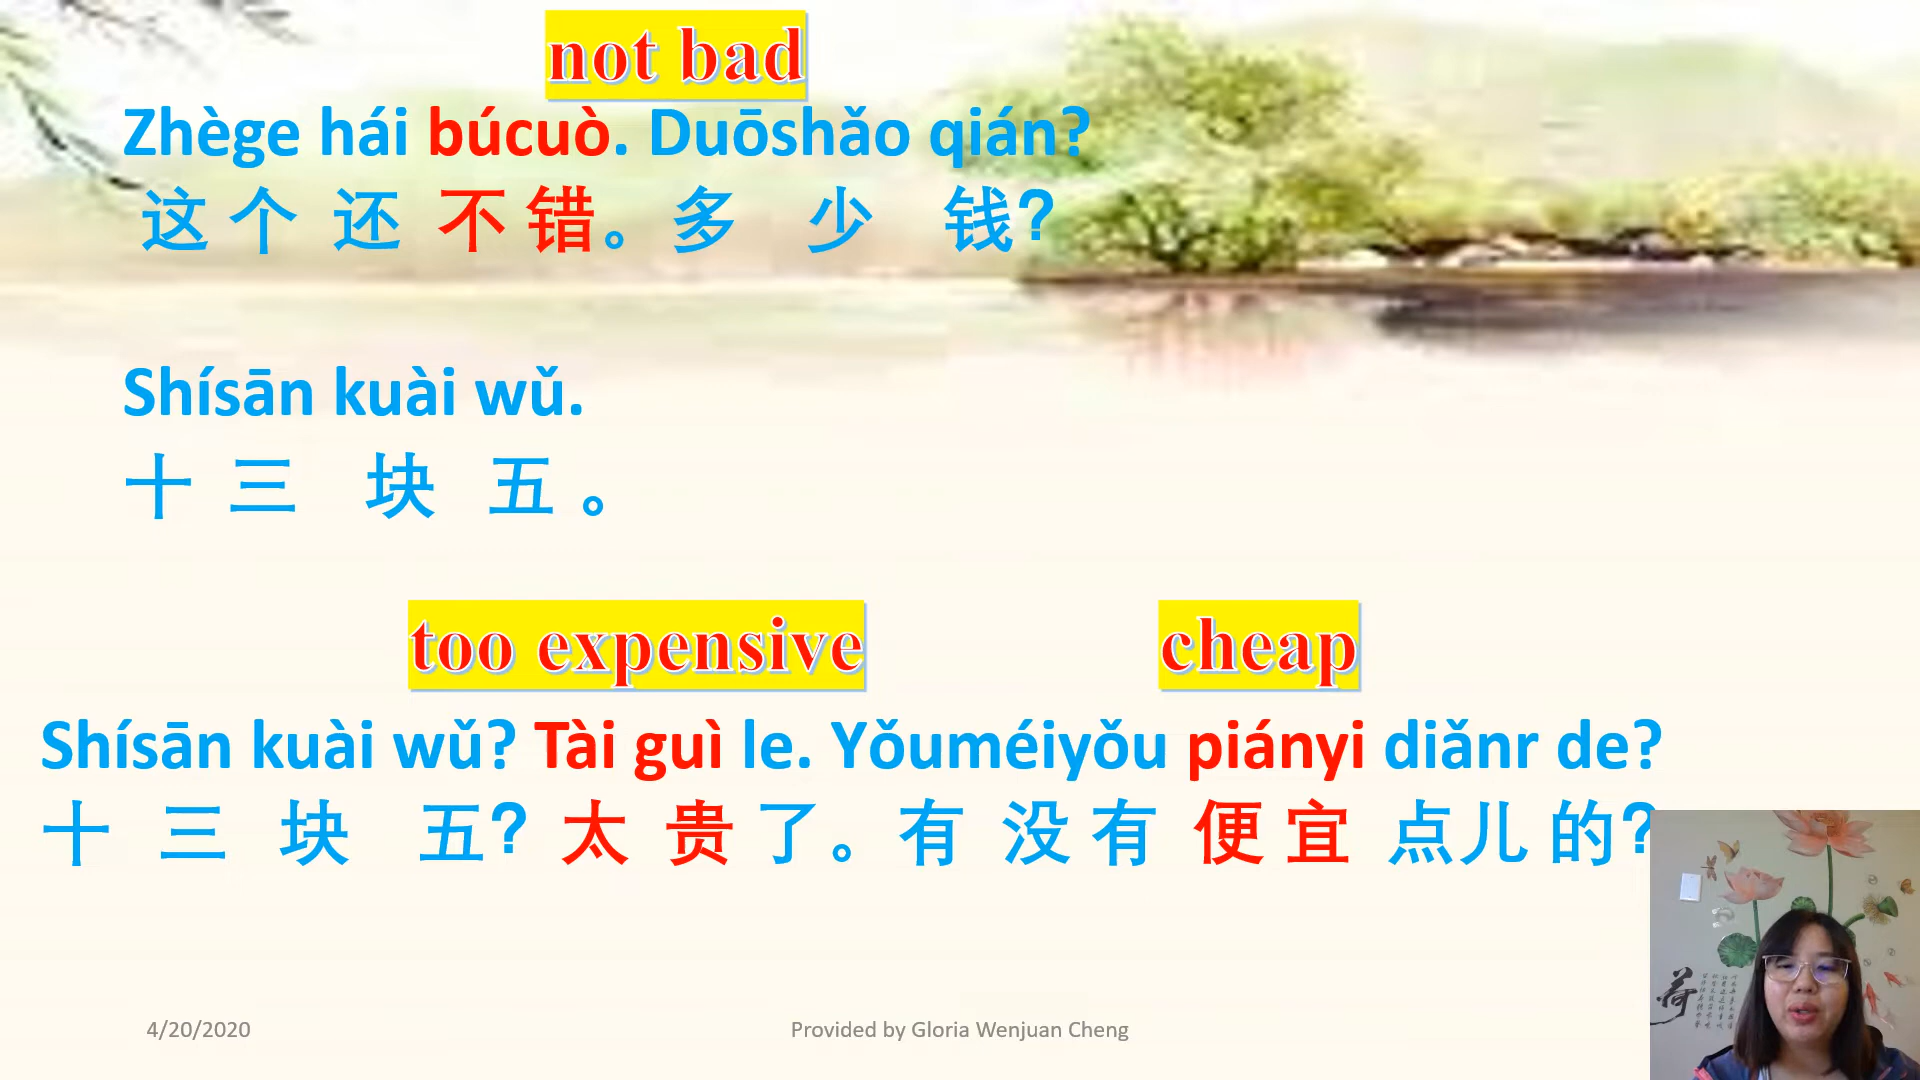 not bad
Zhège hái búcuò. Duōshǎo qián?
这个还不错。多少钱?
Shísān kuài wǔ.
十三块五。
too expensive cheap
Shísān kuài wǔ? Tài guì le. Yǒuméiyǒu piányi diǎnr de?
十三块五?太贵了。有没有便宜点儿的?
荷
4/20/2020 Provided by Gloria Wenjuan Cheng